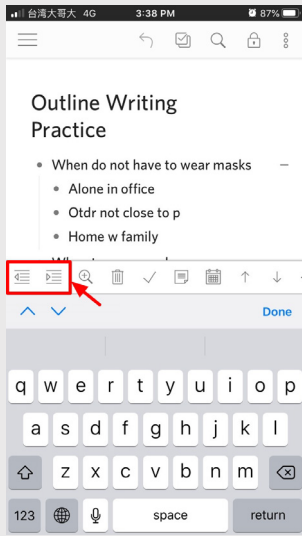 台湾大哥大 4G 3:38 PM 87%
Outline Writing
Practice
When do not have to wear masks
Alone in office
Otdr not close to p
Home w family
Done
q w e r t y u i o p
a s d f g h j k l
z x c v b n m
123 space return